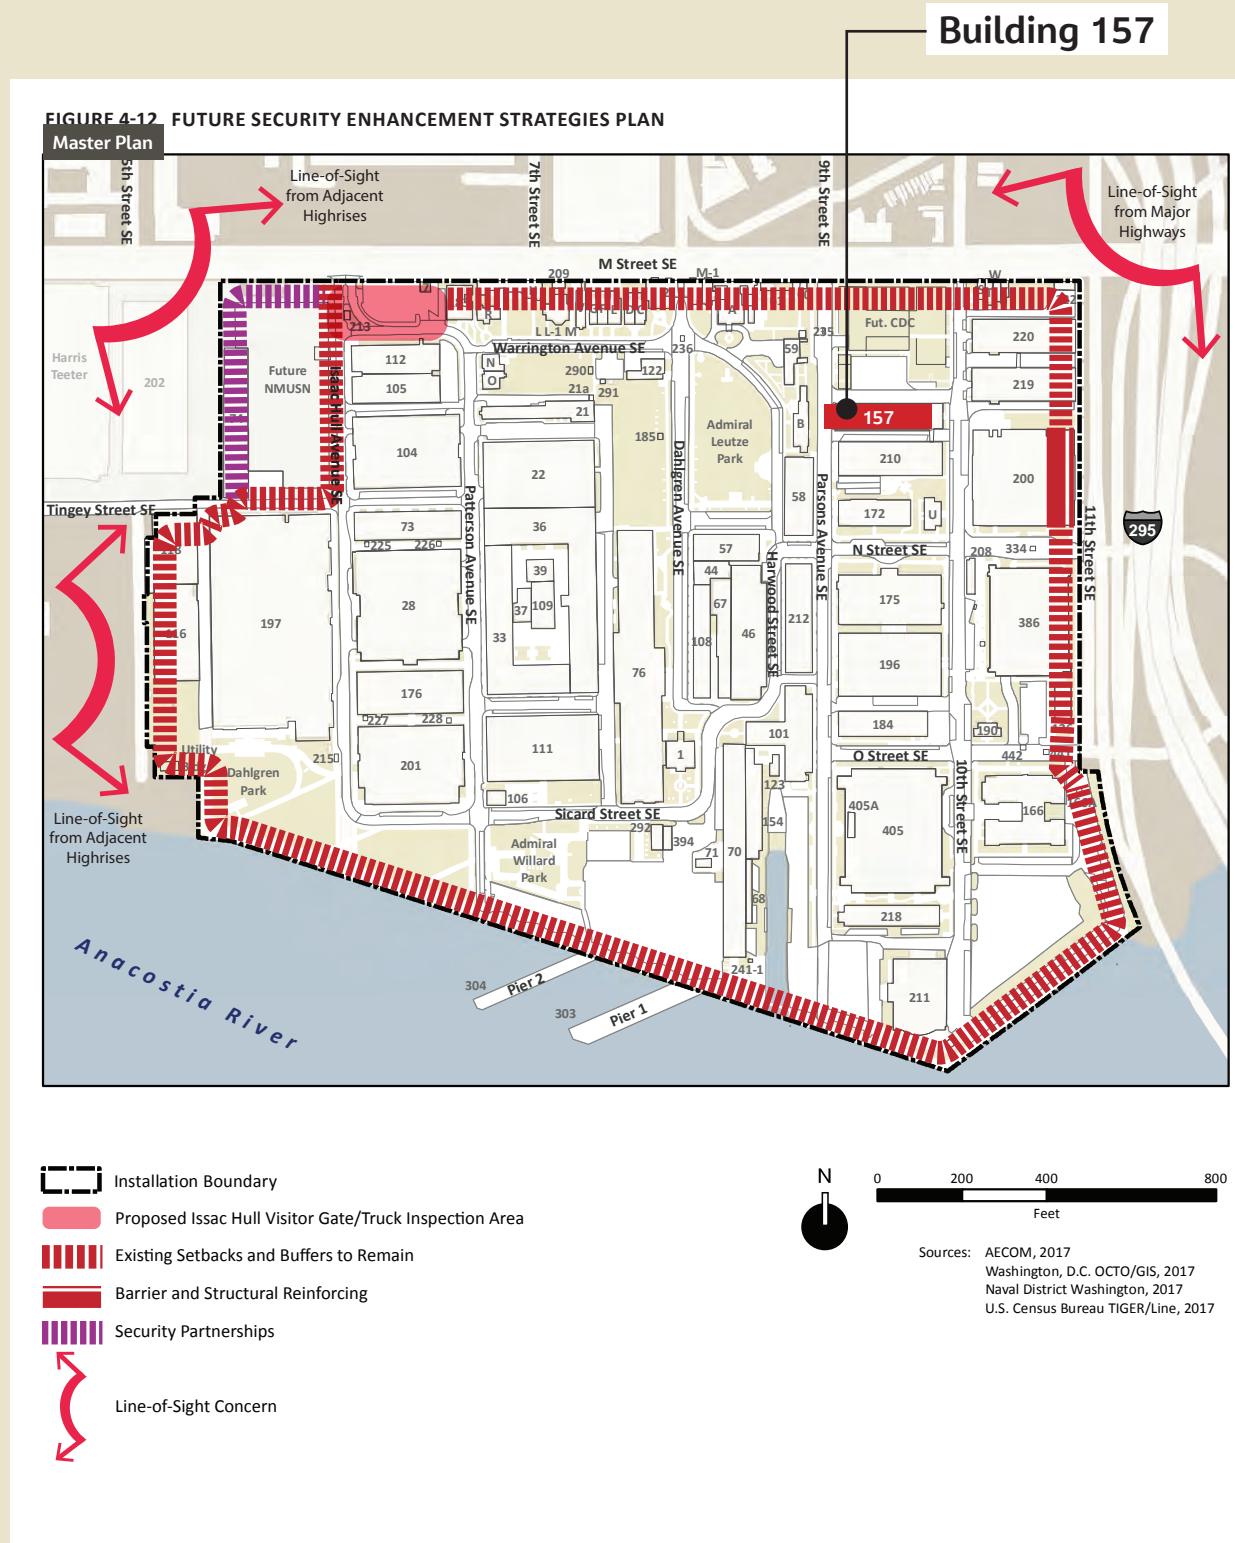 Building 157
FIGURE 4-12 FUTURE SECURITY ENHANCEMENT STRATEGIES PLAN
Master Plan
5th Street SE
Line-of-Sight
from Adjacent
Highrises
7th Street SE
9th Street SE
Line-of-Sight
from Major
Highways
M Street SE
209
M-1
W
Z
R
213
L L-1 M
A
Fut. CDC
220
Harris
Teeter
202
Future
NMUSN
Isaac Hull Avenue SE
112
105
Warrington Avenue SE
236
59
N
O
290
122
21a
291
21
219
157
B
104
185
Admiral
Leutze
Park
Dahlgren Avenue SE
210
200
22
58
Parsons Avenue SE
172
U
Tingey Street SE
Patterson Avenue SE
73
225
226
36
57
N Street SE
208
334
11th Street SE
295
44
39
37
109
28
33
67
108
46
Harwood Street SE
212
175
386
197
196
76
176
227
228
184
190
101
O Street SE
442
Utility
215
201
111
1
Dahlgren
Park
106
123
10th Street SE
Sicard Street SE
292
394
154
405A
405
166
Line-of-Sight
from Adjacent
Highrises
Admiral
Willard
Park
71
70
68
218
241-1
211
Anacostia River
304
Pier 2
303
Pier 1
Installation Boundary
Proposed Issac Hull Visitor Gate/Truck Inspection Area
Existing Setbacks and Buffers to Remain
Barrier and Structural Reinforcing
Security Partnerships
Line-of-Sight Concern
N
0 200 400 800
Feet
Sources: AECOM, 2017
Washington, D.C. OCTO/GIS, 2017
Naval District Washington, 2017
U.S. Census Bureau TIGER/Line, 2017